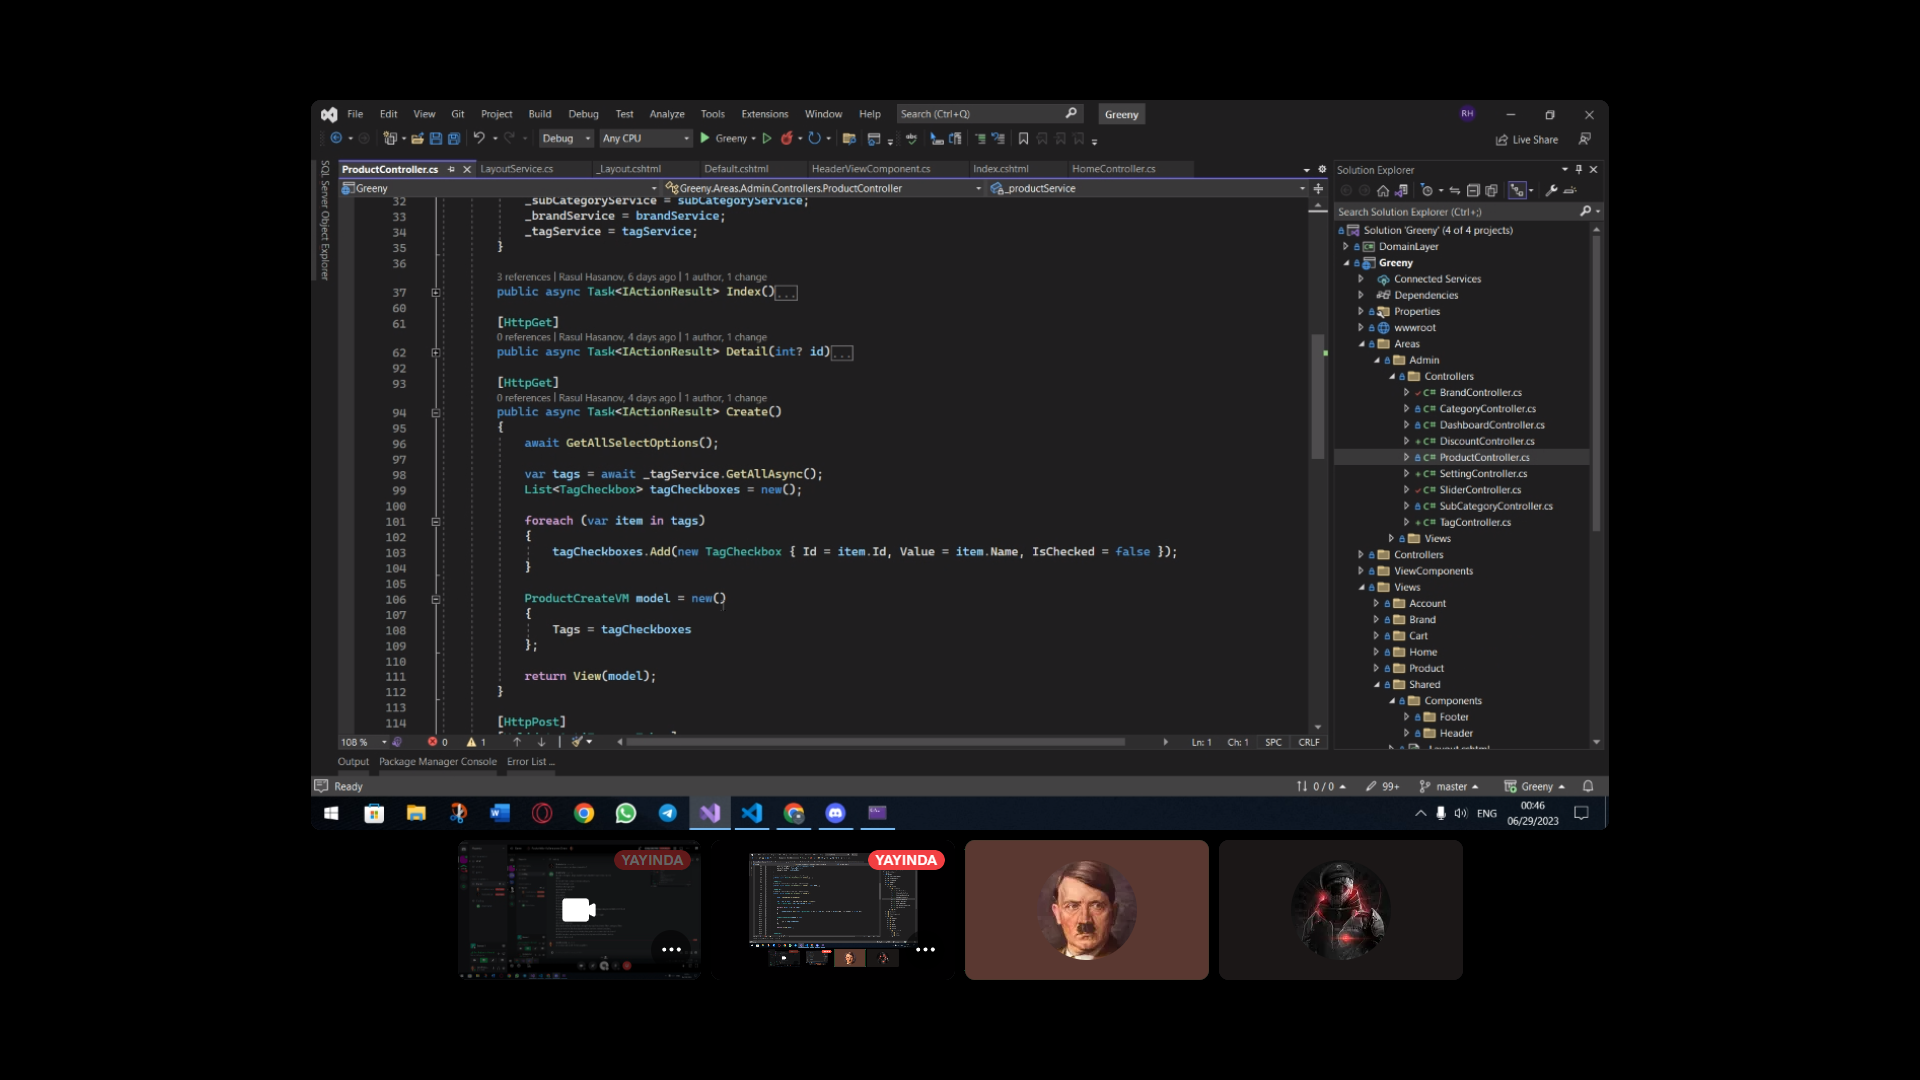 File Edit View Git Project Build Debug Test Analyze Tools Extensions Window Help Search (Ctrl+Q) Greeny RH
Debug Any CPU Greeny Live Share
SQL Server Object Explorer
ProductController.cs LayoutService.cs _Layout.cshtml Default.cshtml HeaderViewComponent.cs Index.cshtml HomeController.cs
Greeny Greeny.Areas.Admin.Controllers.ProductController _productService
32 _subCategoryService = subCategoryService;
33 _brandService = brandService;
34 _tagService = tagService;
35 }
36
3 references | Rasul Hasanov, 6 days ago | 1 author, 1 change
37 public async Task<IActionResult> Index()...
60
61 [HttpGet]
0 references | Rasul Hasanov, 4 days ago | 1 author, 1 change
62 public async Task<IActionResult> Detail(int? id)...
92
93 [HttpGet]
0 references | Rasul Hasanov, 4 days ago | 1 author, 1 change
94 public async Task<IActionResult> Create()
95 {
96 await GetAllSelectOptions();
97
98 var tags = await _tagService.GetAllAsync();
99 List<TagCheckbox> tagCheckboxes = new();
100
101 foreach (var item in tags)
102 {
103 tagCheckboxes.Add(new TagCheckbox { Id = item.Id, Value = item.Name, IsChecked = false });
104 }
105
106 ProductCreateVM model = new()
107 {
108 Tags = tagCheckboxes
109 };
110
111 return View(model);
112 }
113
114 [HttpPost]
108 % 0 1 Ln: 1 Ch: 1 SPC CRLF
Output Package Manager Console Error List ...
Solution Explorer
Search Solution Explorer (Ctrl+;)
Solution 'Greeny' (4 of 4 projects)
DomainLayer
Greeny
Connected Services
Dependencies
Properties
wwwroot
Areas
Admin
Controllers
BrandController.cs
CategoryController.cs
DashboardController.cs
DiscountController.cs
ProductController.cs
SettingController.cs
SliderController.cs
SubCategoryController.cs
TagController.cs
Views
Controllers
ViewComponents
Views
Account
Brand
Cart
Home
Product
Shared
Components
Footer
Header
_Layout.cshtml
Ready 0 / 0 99+ master Greeny
ENG 00:46
06/29/2023
YAYINDA
YAYINDA